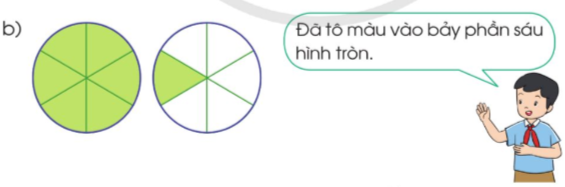 b)
Đã tô màu vào bảy phần sáu
hình tròn.